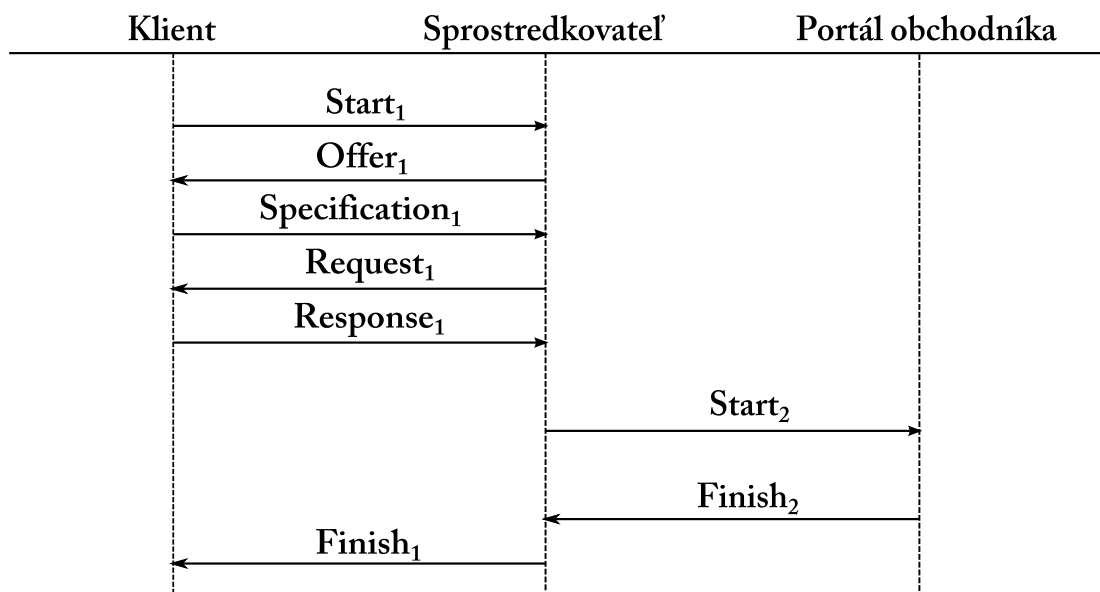 Klient Sprostredkovateľ Portál obchodníka
Start₁
Offer₁
Specification₁
Request₁
Response₁
Start₂
Finish₂
Finish₁